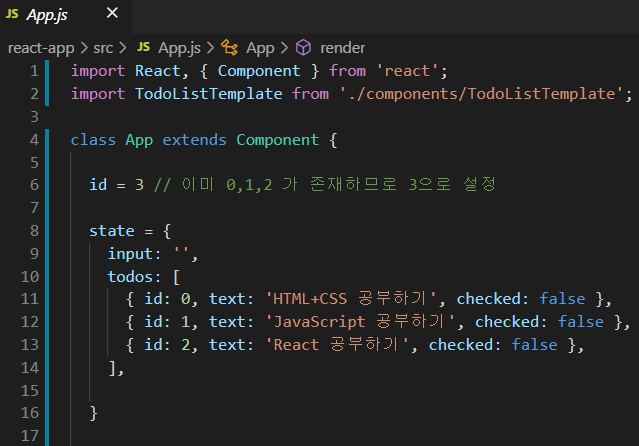 JS App.js ×
react-app > src > JS App.js > App > render
1 import React, { Component } from 'react';
2 import TodoListTemplate from './components/TodoListTemplate';
3
4 class App extends Component {
5
6 id = 3 // 이미 0,1,2 가 존재하므로 3으로 설정
7
8 state = {
9 input: '',
10 todos: [
11 { id: 0, text: 'HTML+CSS 공부하기', checked: false },
12 { id: 1, text: 'JavaScript 공부하기', checked: false },
13 { id: 2, text: 'React 공부하기', checked: false },
14 ],
15
16 }
17